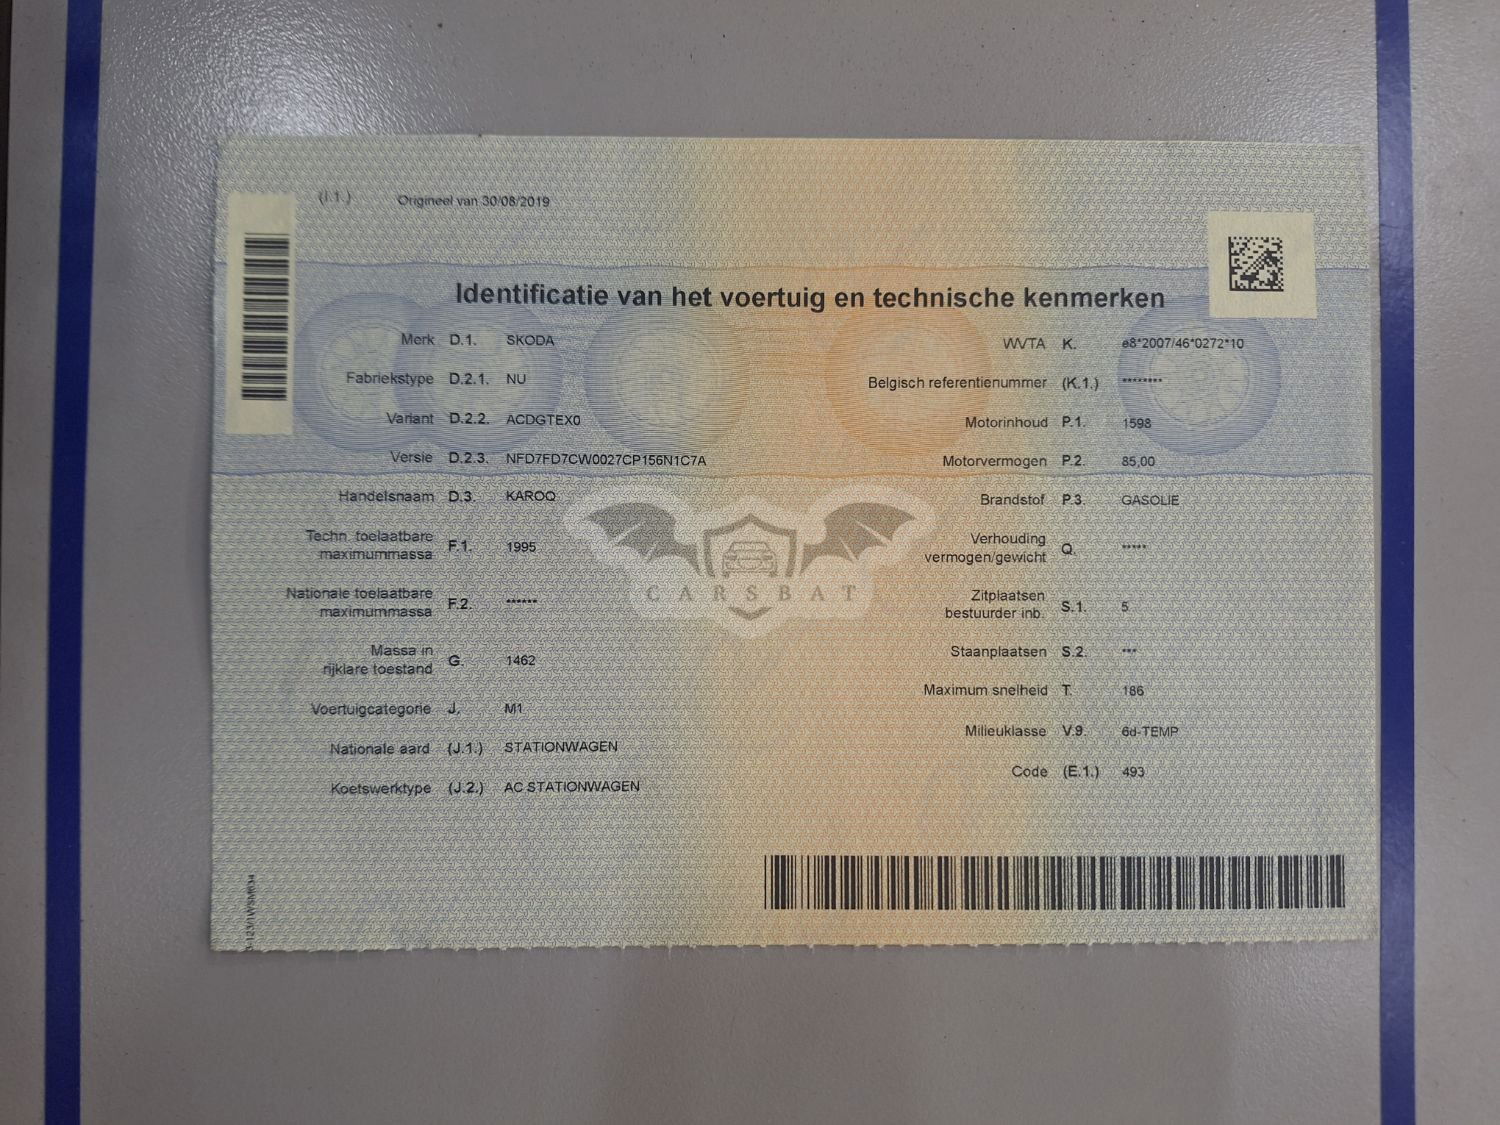 (I.1.) Origineel van 30/08/2019
Identificatie van het voertuig en technische kenmerken
Merk D.1. SKODA
Fabriekstype D.2.1. NU
Variant D.2.2. ACDGTEX0
Versie D.2.3. NFD7FD7CW0027CP156N1C7A
Handelsnaam D.3. KAROQ
Techn. toelaatbare
maximummassa F.1. 1995
Nationale toelaatbare
maximummassa F.2. ******
Massa in
rijklare toestand G. 1462
Voertuigcategorie J. M1
Nationale aard (J.1.) STATIONWAGEN
Koetswerktype (J.2.) AC STATIONWAGEN
WVTA K. e8*2007/46*0272*10
Belgisch referentienummer (K.1.) ********
Motorinhoud P.1. 1598
Motorvermogen P.2. 85,00
Brandstof P.3. GASOLIE
Verhouding
vermogen/gewicht Q. *****
Zitplaatsen
bestuurder inb. S.1. 5
Staanplaatsen S.2. ***
Maximum snelheid T. 186
Milieuklasse V.9. 6d-TEMP
Code (E.1.) 493
CARSBAT